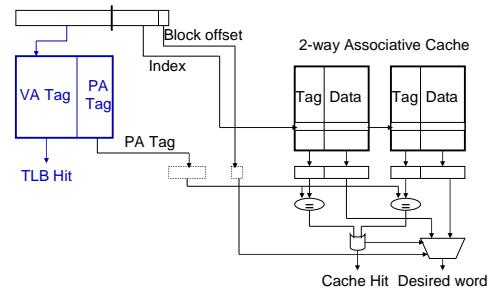 Block offset
2-way Associative Cache
Index
VA Tag
PA
Tag
Tag
Data
Tag
Data
PA Tag
TLB Hit
=
=
Cache Hit
Desired word